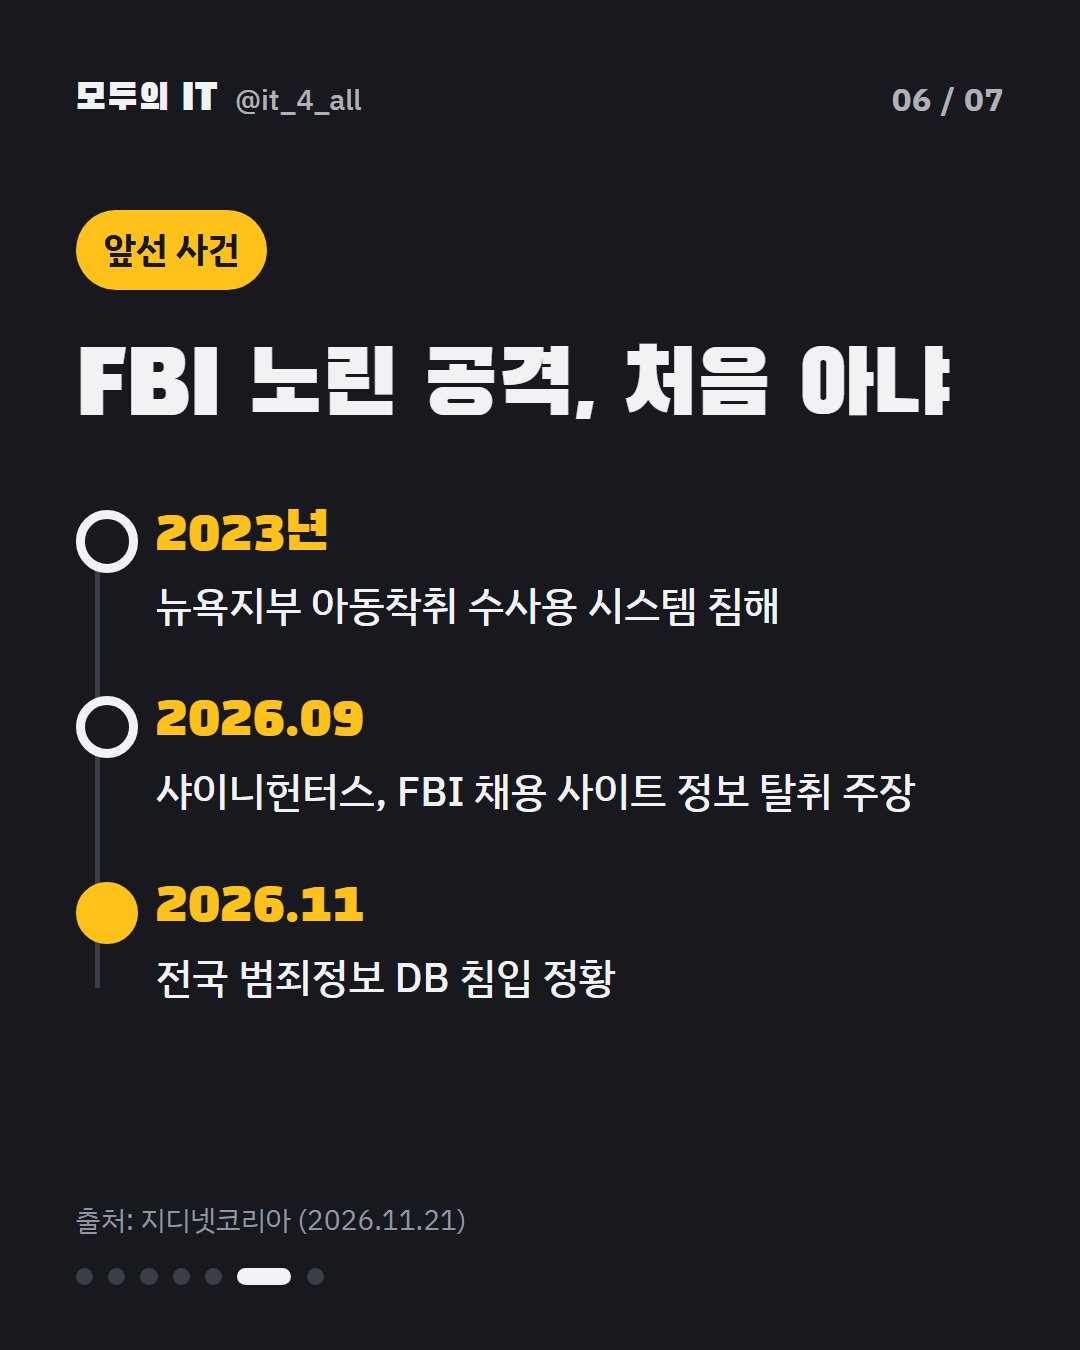 모두의 IT @it_4_all
06 / 07
앞선 사건
FBI 노린 공격, 처음 아냐
2023년
뉴욕지부 아동착취 수사용 시스템 침해
2026.09
샤이니헌터스, FBI 채용 사이트 정보 탈취 주장
2026.11
전국 범죄정보 DB 침입 정황
출처: 지디넷코리아 (2026.11.21)